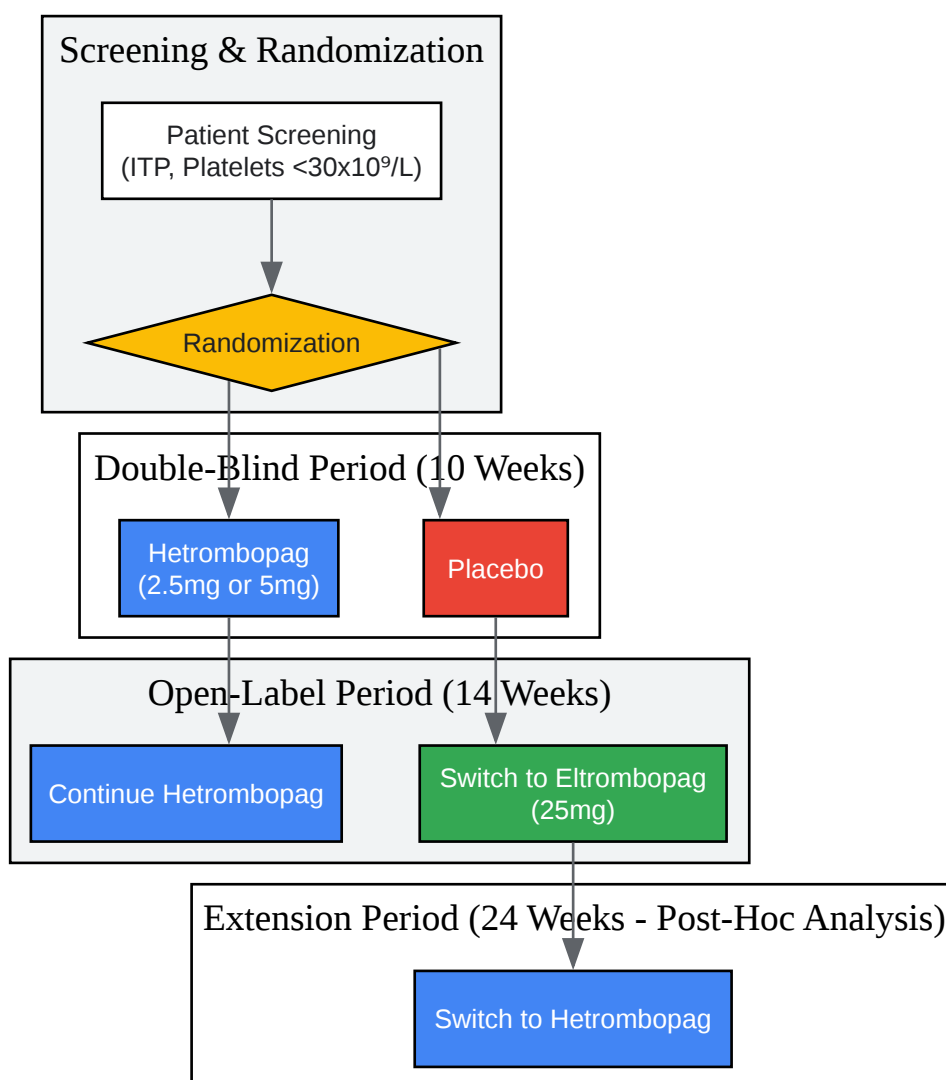 Screening & Randomization
Patient Screening
(ITP, Platelets <30x10⁹/L)
Randomization
Double-Blind Period (10 Weeks)
Hetrombopag
(2.5mg or 5mg)
Placebo
Open-Label Period (14 Weeks)
Continue Hetrombopag
Switch to Eltrombopag
(25mg)
Extension Period (24 Weeks - Post-Hoc Analysis)
Switch to Hetrombopag